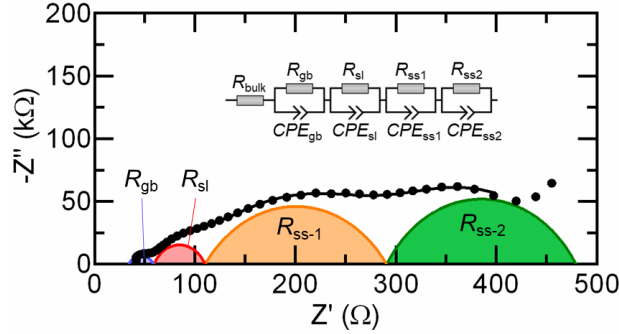 200
150
100
50
0
-Z" (kΩ)
R_bulk
R_gb
R_sl
R_ss1
R_ss2
CPE_gb
CPE_sl
CPE_ss1
CPE_ss2
R_gb
R_sl
R_ss-1
R_ss-2
0 100 200 300 400 500
Z' (Ω)